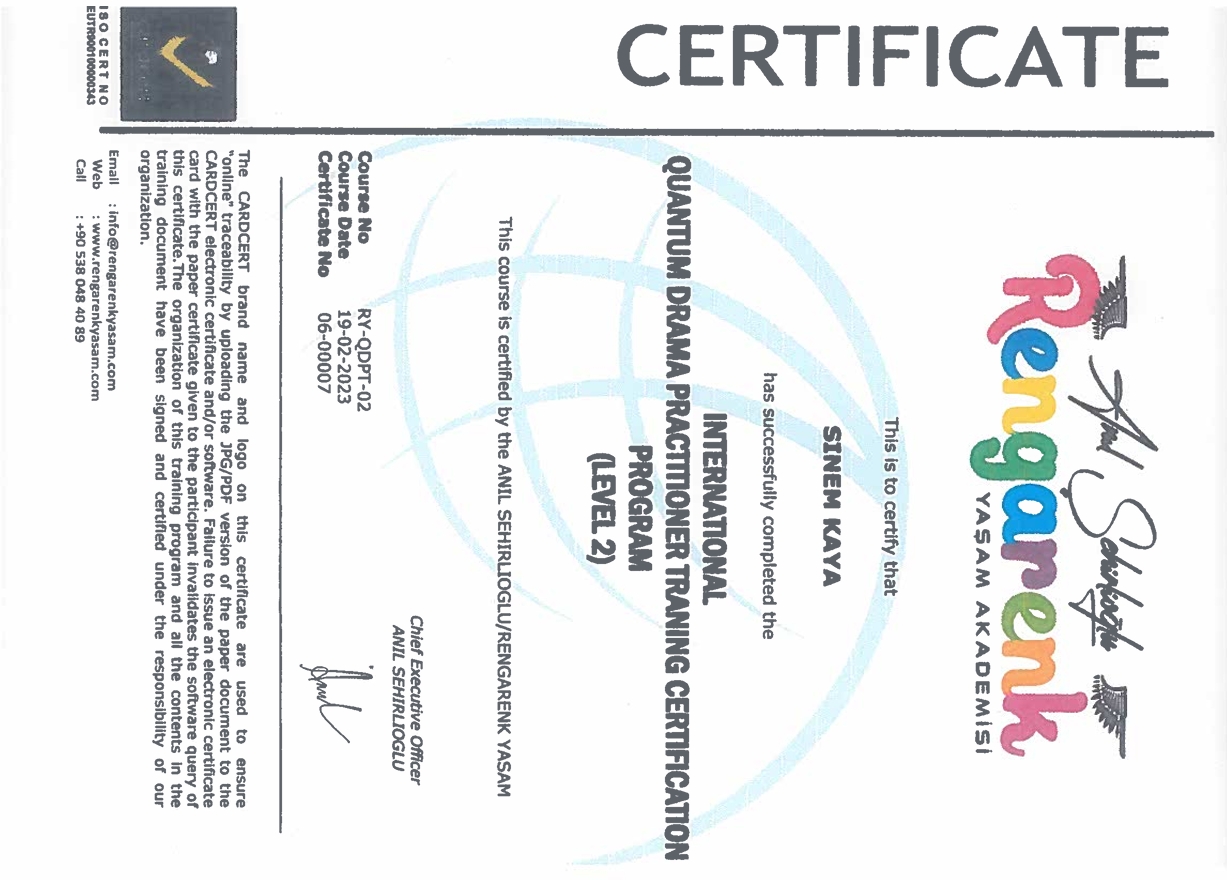 CERTIFICATE
Anıl Şehirlioğlu
Rengarenk
YAŞAM AKADEMİSİ
This is to certify that
SINEM KAYA
has successfully completed the
INTERNATIONAL
QUANTUM DRAMA PRACTITIONER TRANING CERTIFICATION
PROGRAM
(LEVEL 2)
This course is certified by the ANIL SEHIRLIOGLU/RENGARENK YASAM
Chief Executive Officer
ANIL SEHIRLIOGLU
Course No RY-QDPT-02
Course Date 19-02-2023
Certificate No 06-00007
The CARDCERT brand name and logo on this certificate are used to ensure
"online" traceability by uploading the JPG/PDF version of the paper document to the
CARDCERT electronic certificate and/or software. Failure to issue an electronic certificate
card with the paper certificate given to the participant invalidates the software query of
this certificate.The organization of this training program and all the contents in the
training document have been signed and certified under the responsibility of our
organization.
Email : info@rengarenkyasam.com
Web : www.rengarenkyasam.com
Call : +90 538 048 40 89
ISO CERT NO
EUTR9001000000343